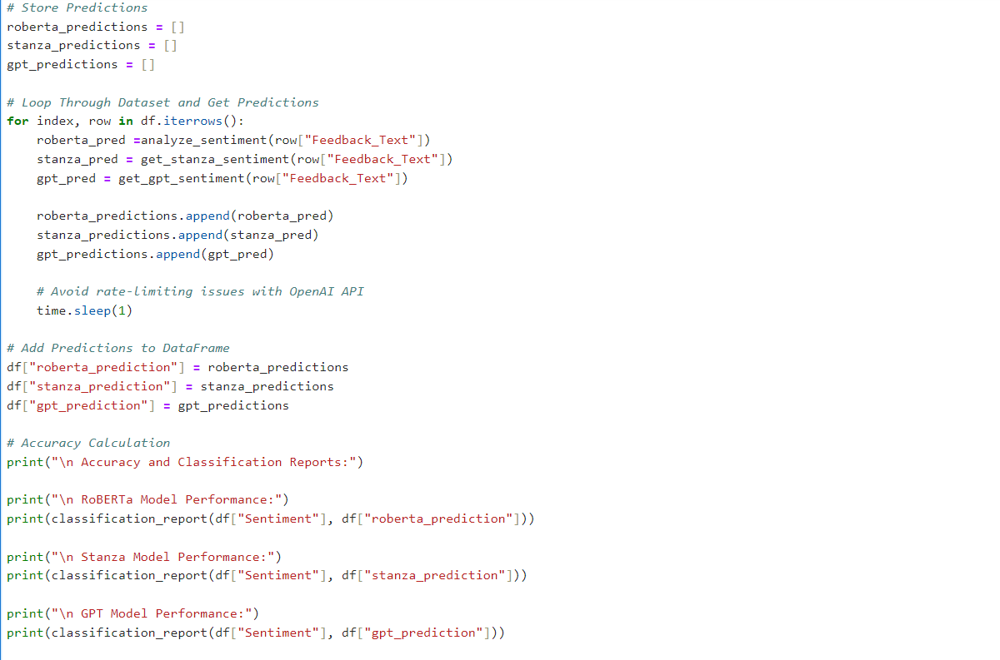 # Store Predictions
roberta_predictions = []
stanza_predictions = []
gpt_predictions = []
# Loop Through Dataset and Get Predictions
for index, row in df.iterrows():
    roberta_pred =analyze_sentiment(row["Feedback_Text"])
    stanza_pred = get_stanza_sentiment(row["Feedback_Text"])
    gpt_pred = get_gpt_sentiment(row["Feedback_Text"])
    roberta_predictions.append(roberta_pred)
    stanza_predictions.append(stanza_pred)
    gpt_predictions.append(gpt_pred)
    # Avoid rate-limiting issues with OpenAI API
    time.sleep(1)
# Add Predictions to DataFrame
df["roberta_prediction"] = roberta_predictions
df["stanza_prediction"] = stanza_predictions
df["gpt_prediction"] = gpt_predictions
# Accuracy Calculation
print("\n Accuracy and Classification Reports:")
print("\n RoBERTa Model Performance:")
print(classification_report(df["Sentiment"], df["roberta_prediction"]))
print("\n Stanza Model Performance:")
print(classification_report(df["Sentiment"], df["stanza_prediction"]))
print("\n GPT Model Performance:")
print(classification_report(df["Sentiment"], df["gpt_prediction"]))